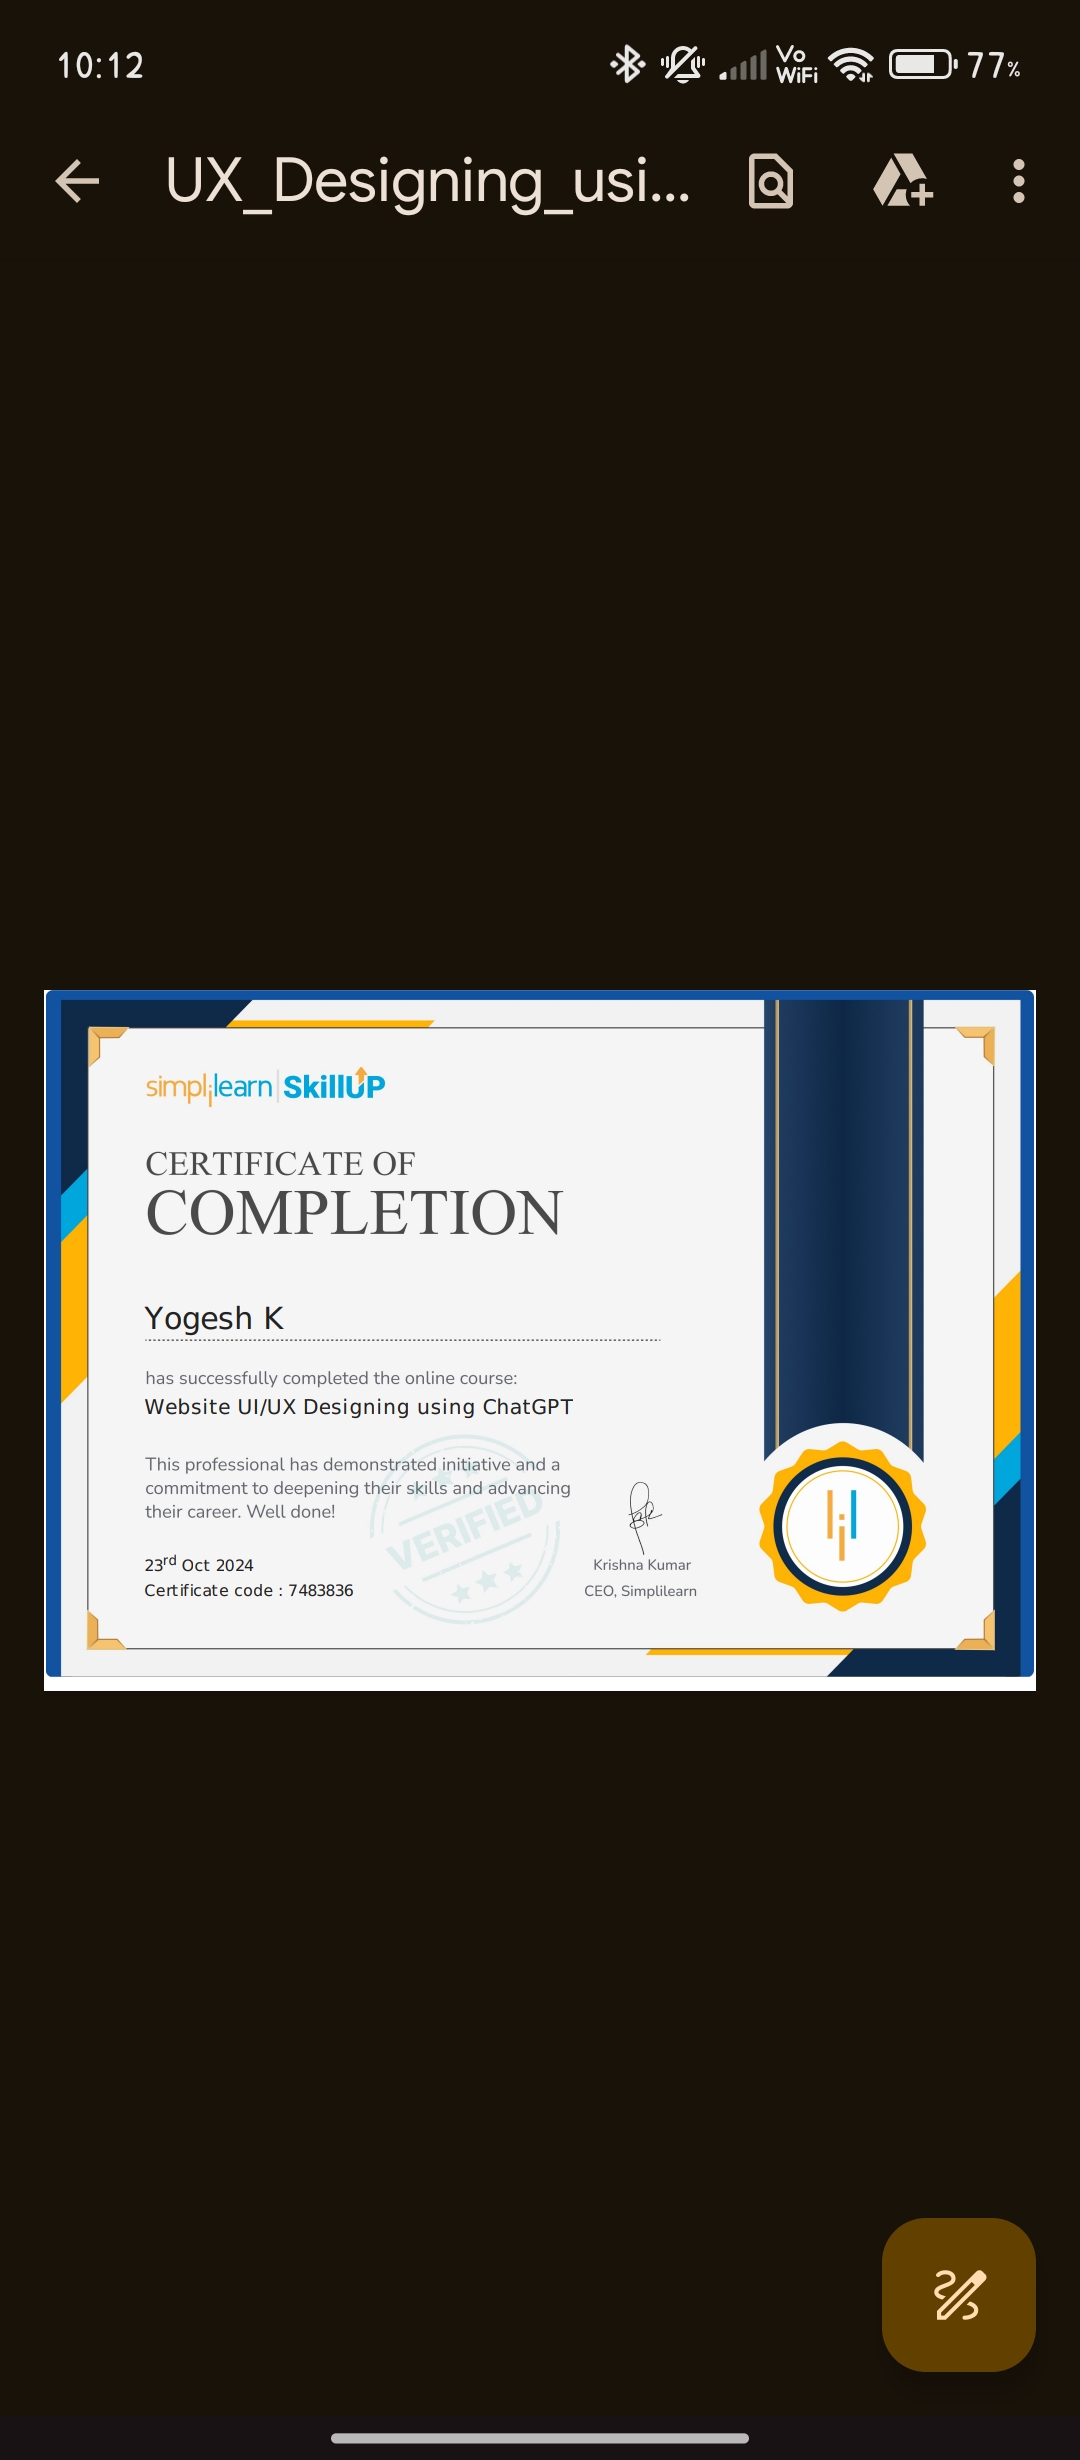 10:12
Vo
WiFi
77%
UX_Designing_usi...
simplilearn | SkillUP
CERTIFICATE OF
COMPLETION
Yogesh K
has successfully completed the online course:
Website UI/UX Designing using ChatGPT
This professional has demonstrated initiative and a
commitment to deepening their skills and advancing
their career. Well done!
VERIFIED
23rd Oct 2024
Certificate code : 7483836
Krishna Kumar
CEO, Simplilearn